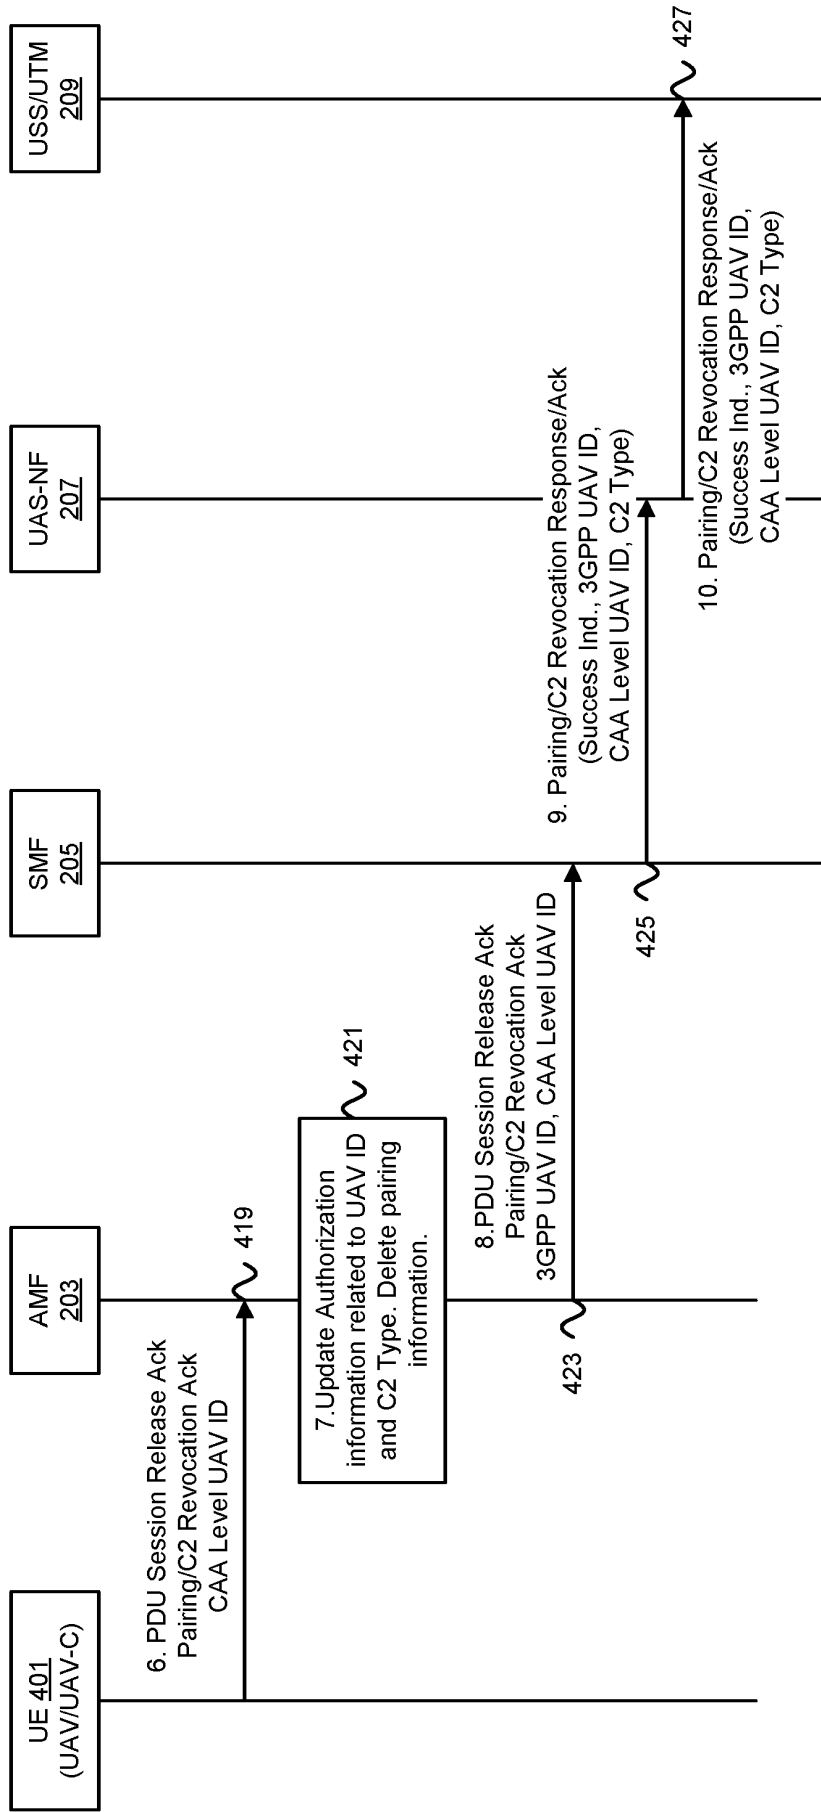 UE 401
(UAV/UAV-C)
AMF
203
SMF
205
UAS-NF
207
USS/UTM
209
6. PDU Session Release Ack
Pairing/C2 Revocation Ack
CAA Level UAV ID
419
7.Update Authorization
information related to UAV ID
and C2 Type. Delete pairing
information.
421
8.PDU Session Release Ack
Pairing/C2 Revocation Ack
3GPP UAV ID, CAA Level UAV ID
423
9. Pairing/C2 Revocation Response/Ack
(Success Ind., 3GPP UAV ID,
CAA Level UAV ID, C2 Type)
425
10. Pairing/C2 Revocation Response/Ack
(Success Ind., 3GPP UAV ID,
CAA Level UAV ID, C2 Type)
427